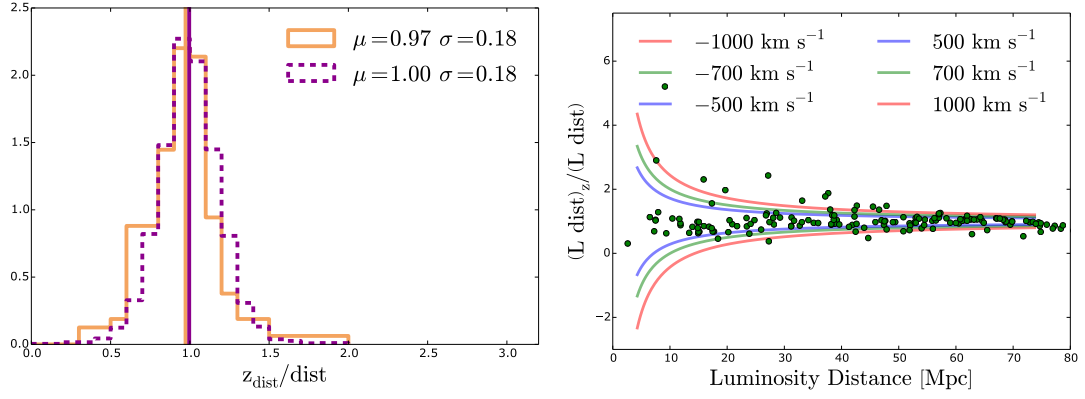 2.5
2.0
1.5
1.0
0.5
0.0
μ=0.97 σ=0.18
μ=1.00 σ=0.18
0.0 0.5 1.0 1.5 2.0 2.5 3.0
z_dist/dist
(L dist)_z/(L dist)
6
4
2
0
−2
−1000 km s⁻¹
−700 km s⁻¹
−500 km s⁻¹
500 km s⁻¹
700 km s⁻¹
1000 km s⁻¹
0 10 20 30 40 50 60 70 80
Luminosity Distance [Mpc]